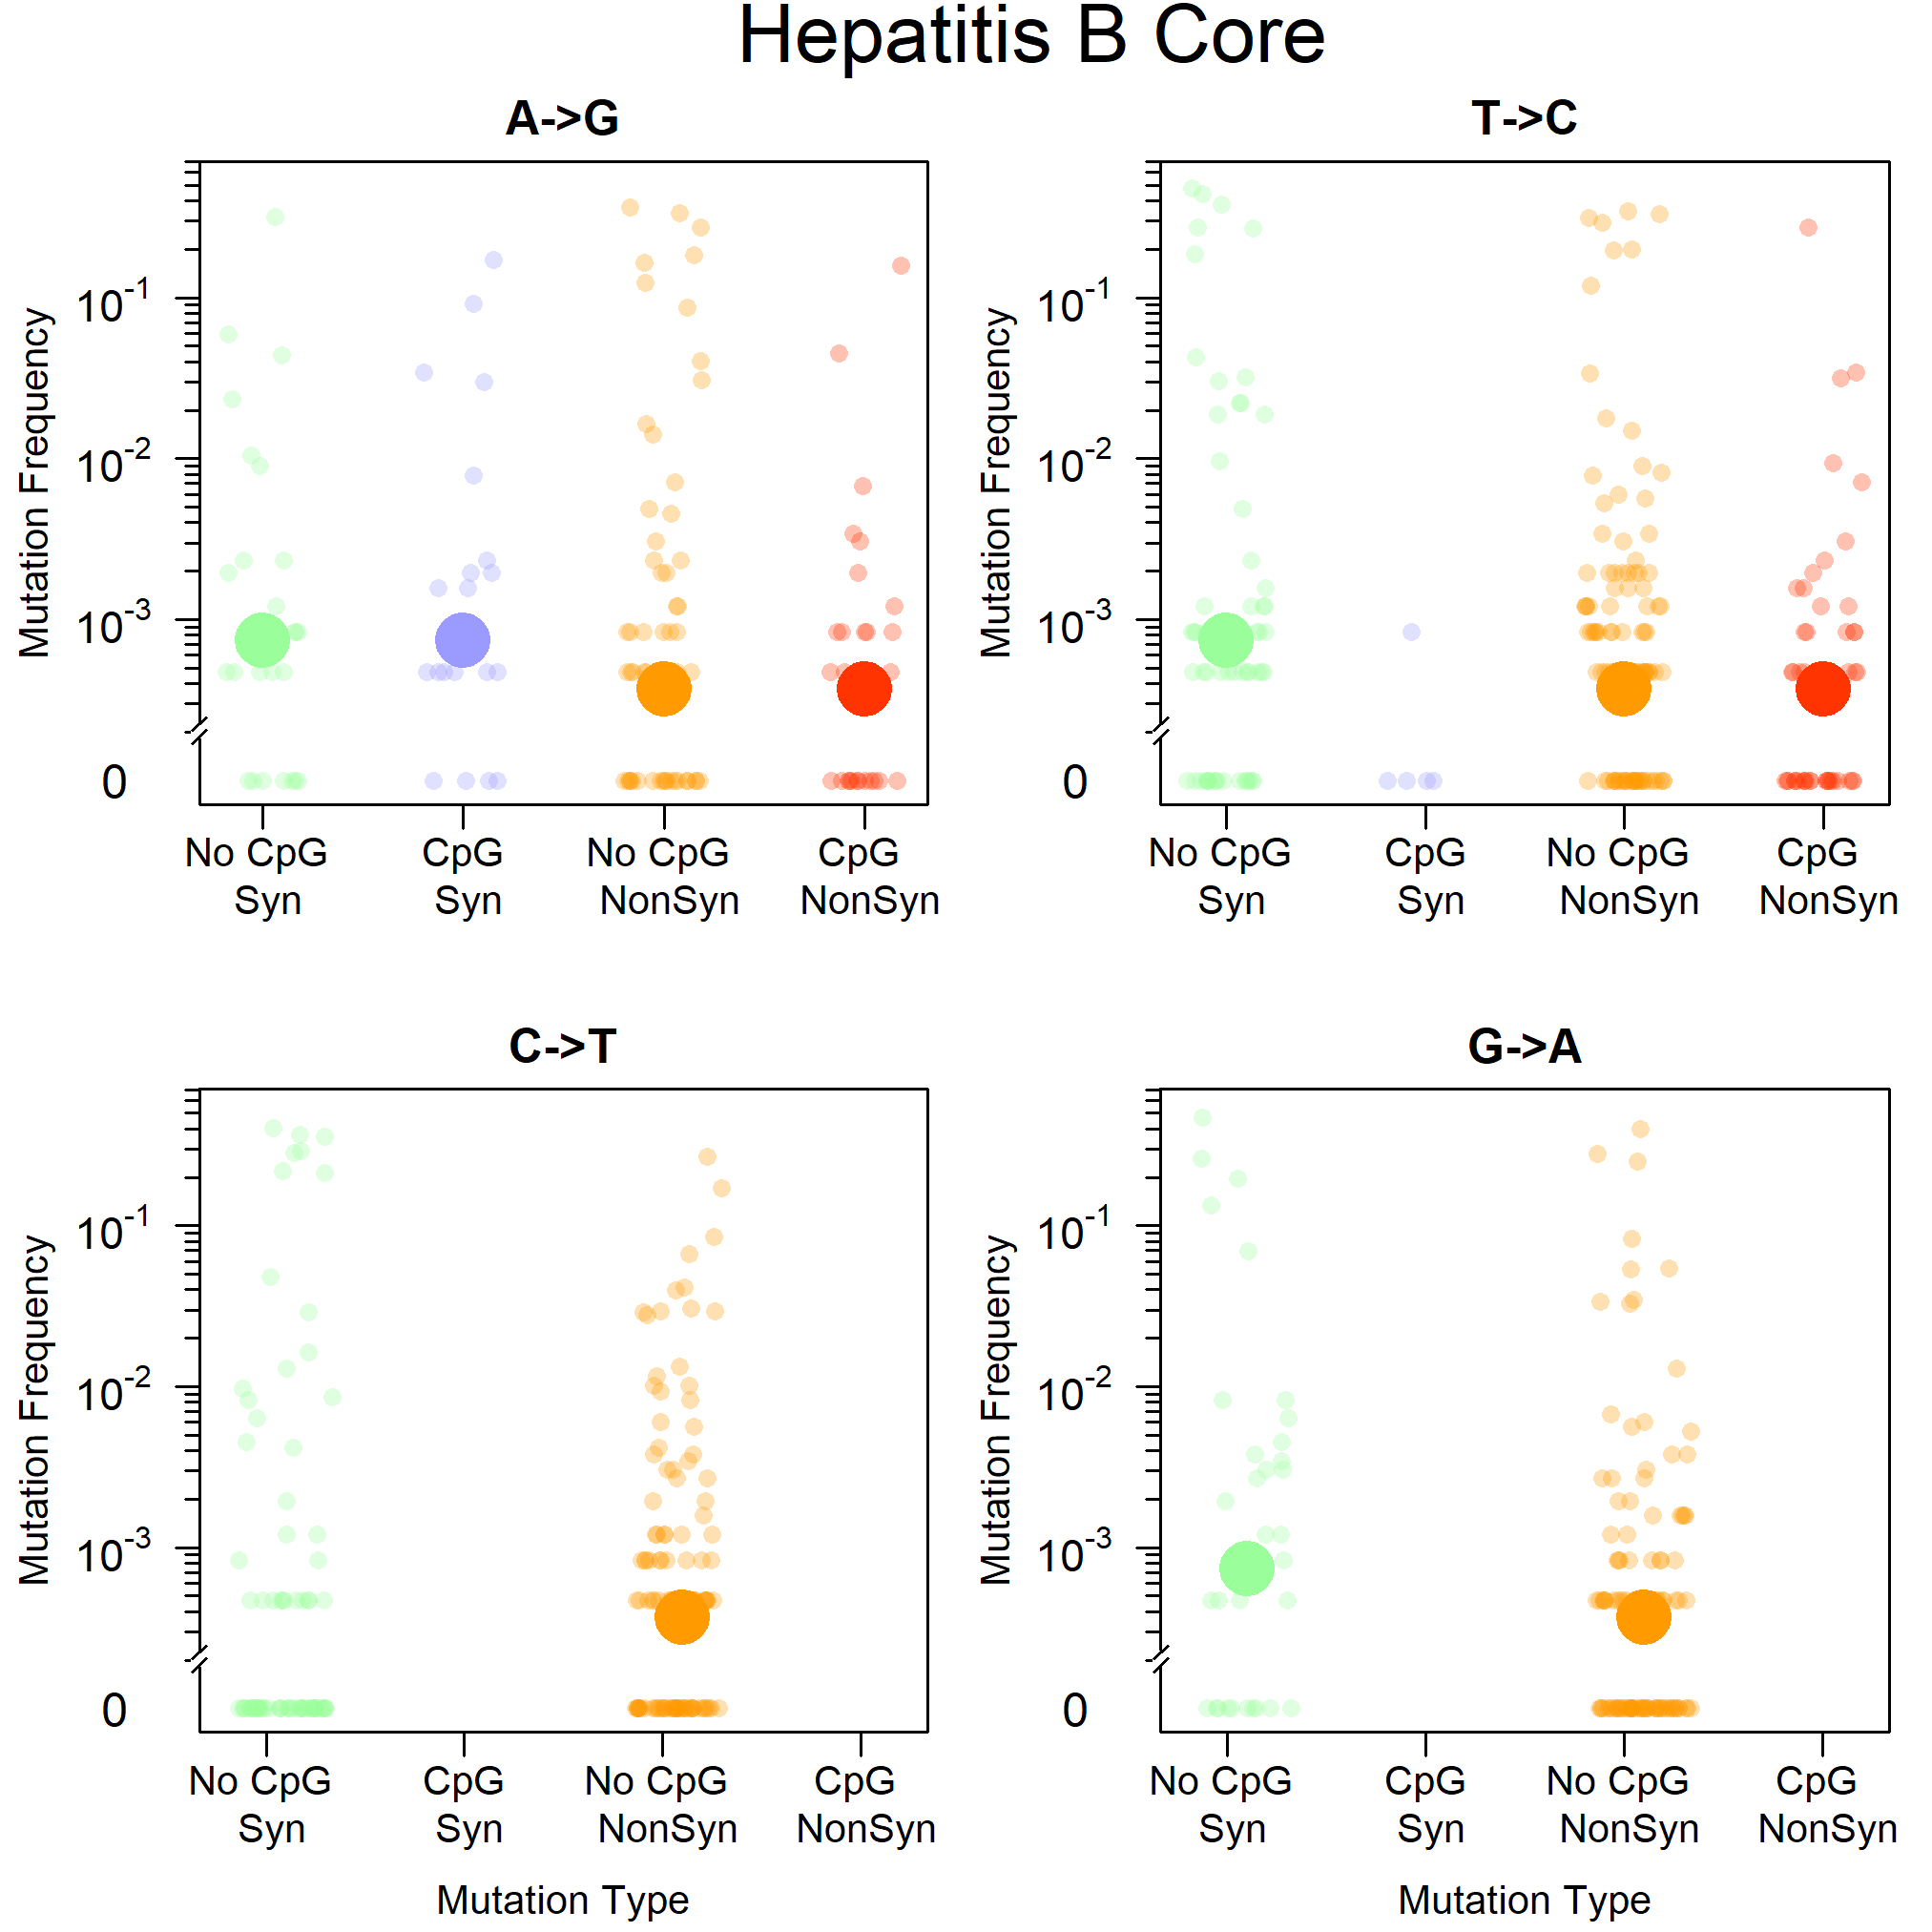 Hepatitis B Core
A->G
T->C
Mutation Frequency
10-1
10-2
10-3
0
Mutation Frequency
10-1
10-2
10-3
0
No CpG CpG No CpG CpG
Syn Syn NonSyn NonSyn
No CpG CpG No CpG CpG
Syn Syn NonSyn NonSyn
C->T
G->A
Mutation Frequency
10-1
10-2
10-3
0
Mutation Frequency
10-1
10-2
10-3
0
No CpG CpG No CpG CpG
Syn Syn NonSyn NonSyn
No CpG CpG No CpG CpG
Syn Syn NonSyn NonSyn
Mutation Type
Mutation Type